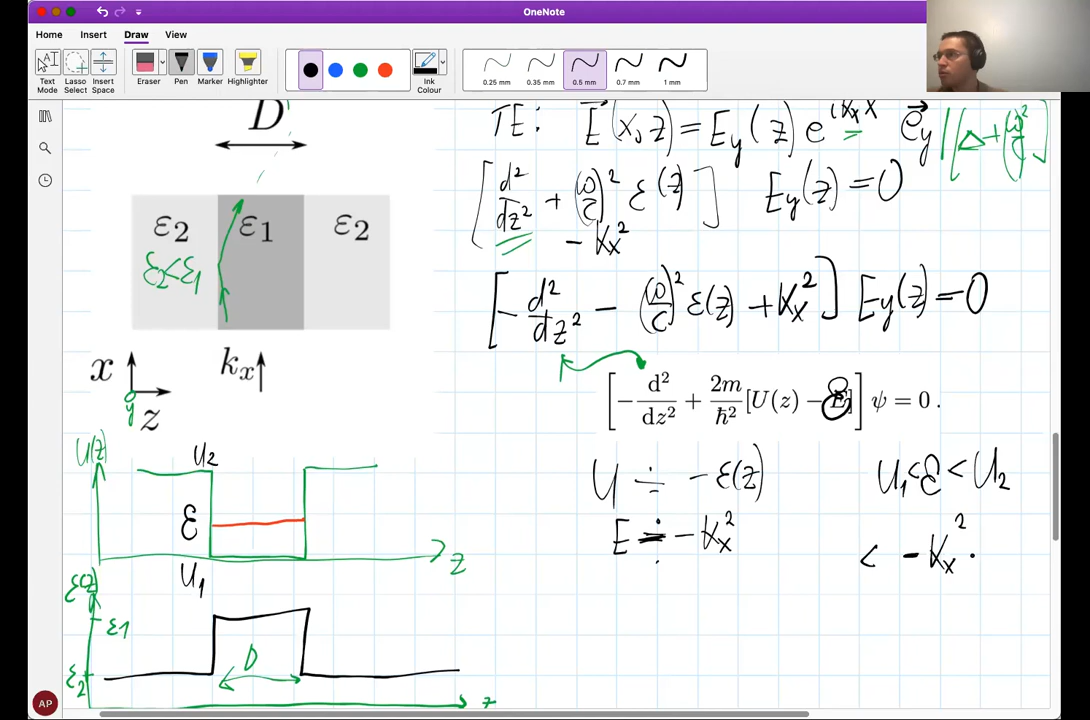 OneNote
Home Insert Draw View
Text Mode
Lasso Select
Insert Space
Eraser
Pen
Marker
Highlighter
Ink Colour
0.25 mm
0.35 mm
0.5 mm
0.7 mm
1 mm
D
ε2 ε1 ε2
ε2<ε1
x
y
z
kx
U(z)
U2
ℰ
U1
z
ε(z)
ε1
ε2
D
z
TE: E⃗(x,z) = Ey(z) e^{ikx x} e⃗y |[Δ+(ω/c)²
[d²/dz² + (ω/c)² ε(z) - kx²] Ey(z) = 0
[-d²/dz² - (ω/c)² ε(z) + kx²] Ey(z) = 0
[-d²/dz² + 2m/ħ² [U(z) − ℰ]] ψ = 0 .
U ≐ - ε(z)
U1 < ℰ < U2
E ≐ - kx²
< - kx² ·
AP